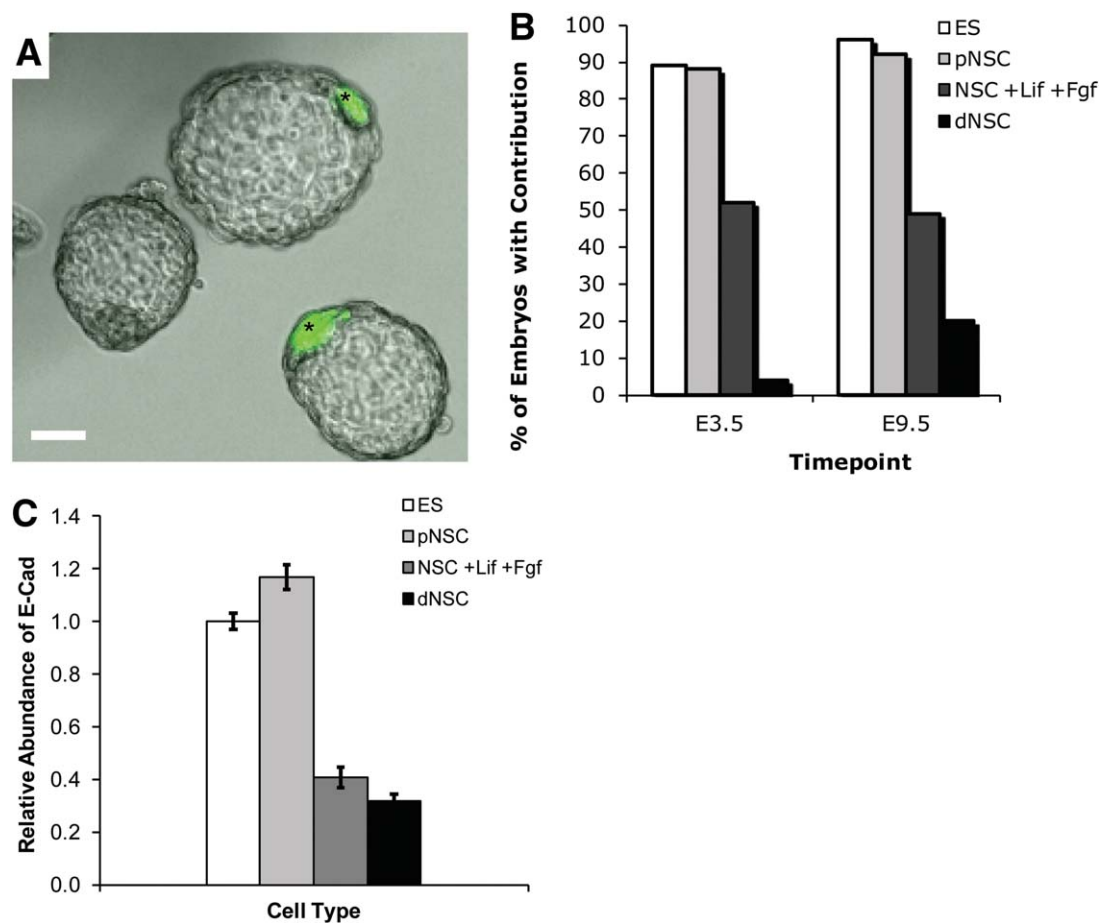 A
*
*
B
% of Embryos with Contribution
100
90
80
70
60
50
40
30
20
10
0
E3.5
E9.5
Timepoint
ES
pNSC
NSC +Lif +Fgf
dNSC
C
Relative Abundance of E-Cad
1.4
1.2
1.0
0.8
0.6
0.4
0.2
0.0
Cell Type
ES
pNSC
NSC +Lif +Fgf
dNSC